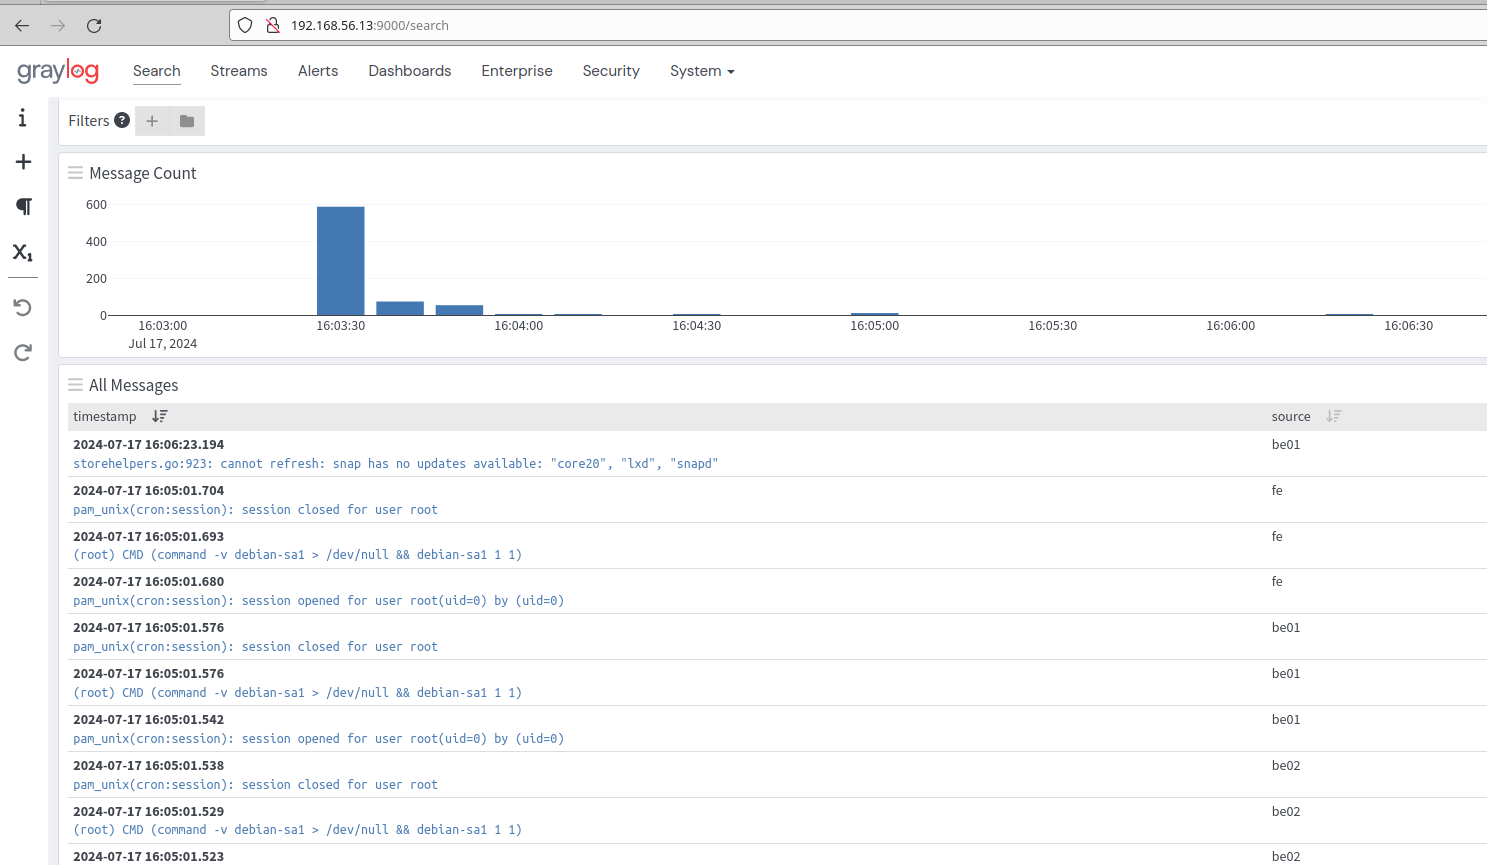 192.168.56.13:9000/search
graylog Search Streams Alerts Dashboards Enterprise Security System
Filters ? +
Message Count
600
400
200
0
16:03:00 16:03:30 16:04:00 16:04:30 16:05:00 16:05:30 16:06:00 16:06:30
Jul 17, 2024
All Messages
timestamp source
2024-07-17 16:06:23.194 be01
storehelpers.go:923: cannot refresh: snap has no updates available: "core20", "lxd", "snapd"
2024-07-17 16:05:01.704 fe
pam_unix(cron:session): session closed for user root
2024-07-17 16:05:01.693 fe
(root) CMD (command -v debian-sa1 > /dev/null && debian-sa1 1 1)
2024-07-17 16:05:01.680 fe
pam_unix(cron:session): session opened for user root(uid=0) by (uid=0)
2024-07-17 16:05:01.576 be01
pam_unix(cron:session): session closed for user root
2024-07-17 16:05:01.576 be01
(root) CMD (command -v debian-sa1 > /dev/null && debian-sa1 1 1)
2024-07-17 16:05:01.542 be01
pam_unix(cron:session): session opened for user root(uid=0) by (uid=0)
2024-07-17 16:05:01.538 be02
pam_unix(cron:session): session closed for user root
2024-07-17 16:05:01.529 be02
(root) CMD (command -v debian-sa1 > /dev/null && debian-sa1 1 1)
2024-07-17 16:05:01.523 be02